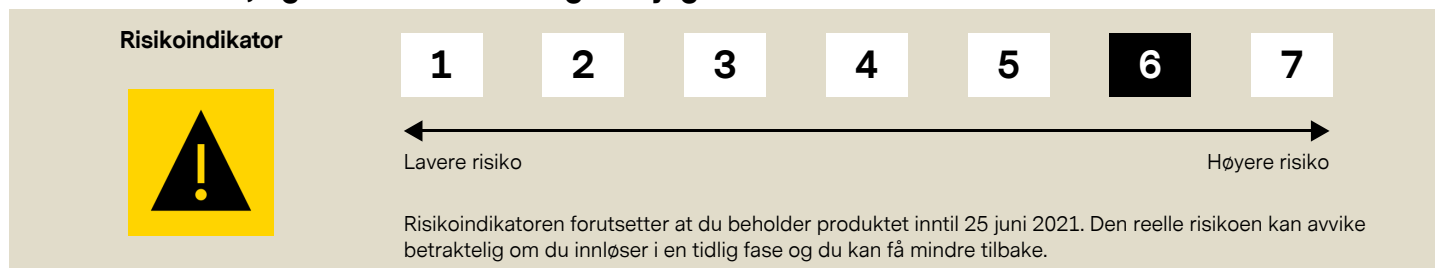 Risikoindikator
1 2 3 4 5 6 7
Lavere risiko Høyere risiko
Risikoindikatoren forutsetter at du beholder produktet inntil 25 juni 2021. Den reelle risikoen kan avvike
betraktelig om du innløser i en tidlig fase og du kan få mindre tilbake.